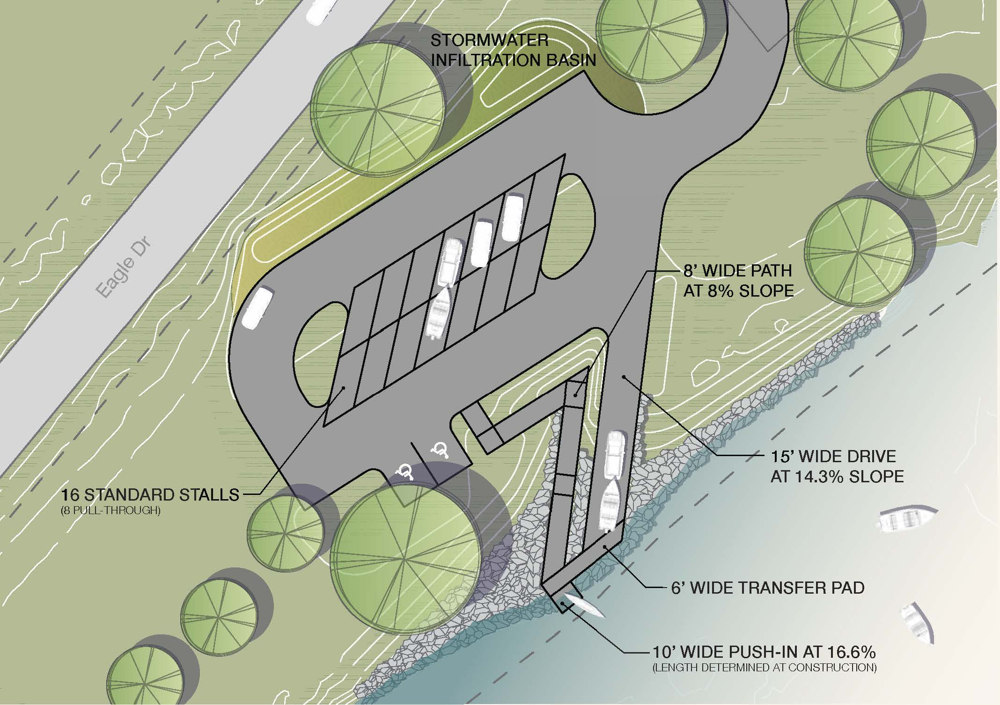 STORMWATER
INFILTRATION BASIN
Eagle Dr
8’ WIDE PATH
AT 8% SLOPE
15’ WIDE DRIVE
AT 14.3% SLOPE
16 STANDARD STALLS
(8 PULL-THROUGH)
6’ WIDE TRANSFER PAD
10’ WIDE PUSH-IN AT 16.6%
(LENGTH DETERMINED AT CONSTRUCTION)